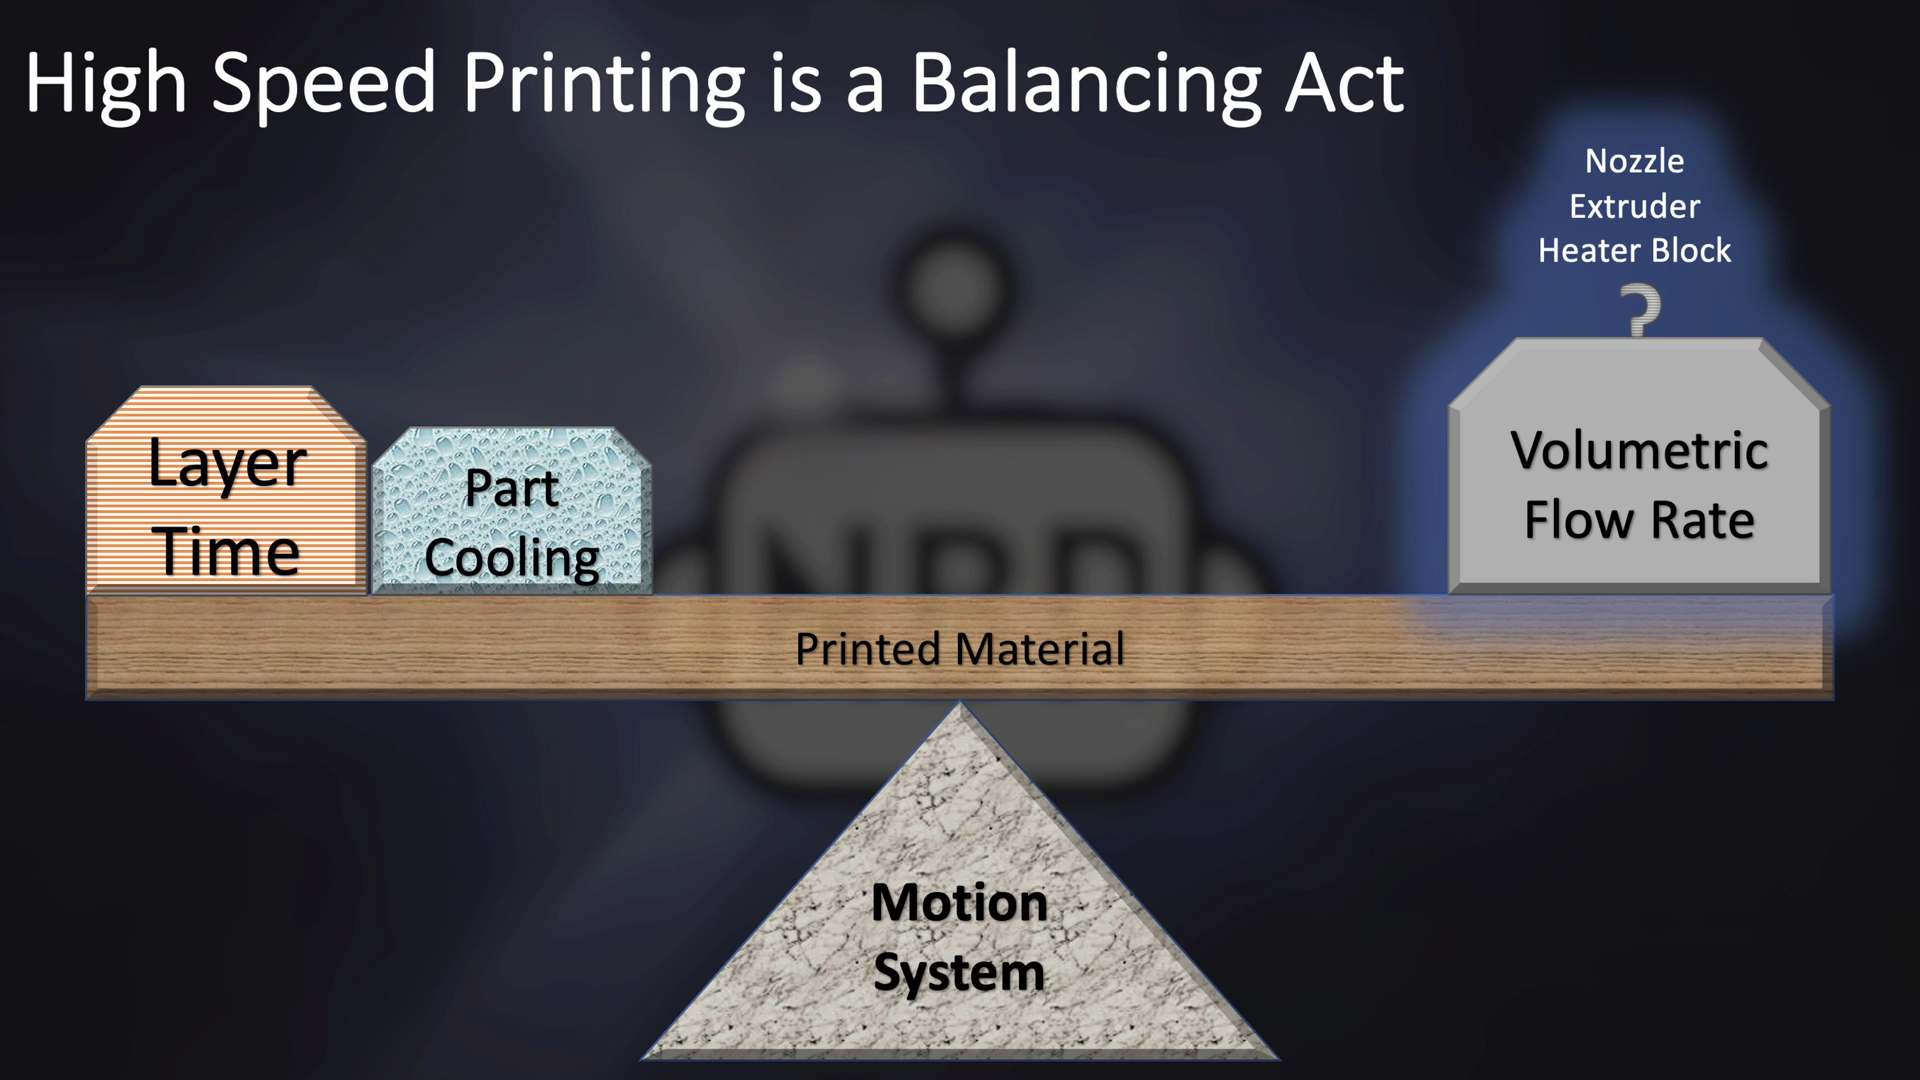 High Speed Printing is a Balancing Act
Nozzle
Extruder
Heater Block
?
Layer
Time
Part
Cooling
Volumetric
Flow Rate
Printed Material
Motion
System